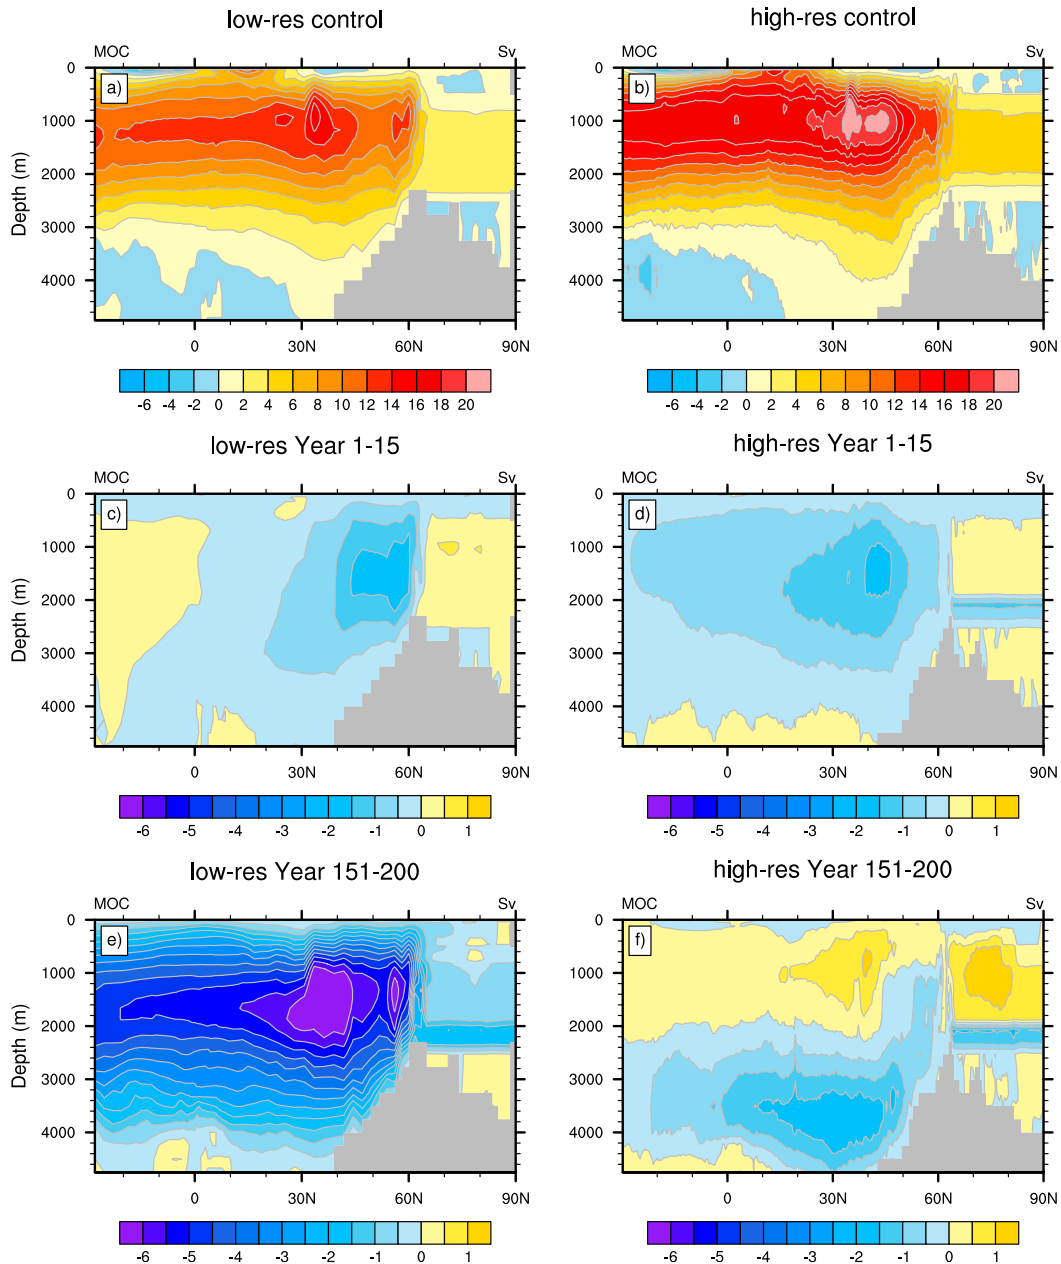 low-res control
high-res control
MOC
Sv
MOC
Sv
a)
b)
0
1000
2000
3000
4000
Depth (m)
0
1000
2000
3000
4000
0
30N
60N
90N
0
30N
60N
90N
-6 -4 -2 0 2 4 6 8 10 12 14 16 18 20
-6 -4 -2 0 2 4 6 8 10 12 14 16 18 20
low-res Year 1-15
high-res Year 1-15
MOC
Sv
MOC
Sv
c)
d)
0
1000
2000
3000
4000
Depth (m)
0
1000
2000
3000
4000
0
30N
60N
90N
0
30N
60N
90N
-6 -5 -4 -3 -2 -1 0 1
-6 -5 -4 -3 -2 -1 0 1
low-res Year 151-200
high-res Year 151-200
MOC
Sv
MOC
Sv
e)
f)
0
1000
2000
3000
4000
Depth (m)
0
1000
2000
3000
4000
0
30N
60N
90N
0
30N
60N
90N
-6 -5 -4 -3 -2 -1 0 1
-6 -5 -4 -3 -2 -1 0 1